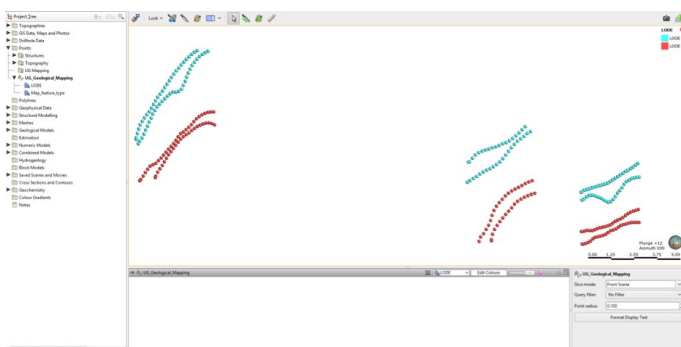 Project Tree
Look
Topographies
GIS Data, Maps and Photos
Drillhole Data
Points
Structures
Topography
UG Mapping
UG_Geological_Mapping
LODE
Map_feature_type
Polylines
Geophysical Data
Structural Modelling
Meshes
Geological Models
Estimation
Numeric Models
Combined Models
Hydrogeology
Block Models
Saved Scenes and Movies
Cross Sections and Contours
Geochemistry
Colour Gradients
Notes
LODE
LODE
LODE
Plunge +12
Azimuth 030
0.00 1.25 2.50 3.75 5.00
UG_Geological_Mapping
LODE
Edit Colours
UG_Geological_Mapping
Slice mode: From Scene
Query filter: No Filter
Point radius: 0.100
Format Display Text